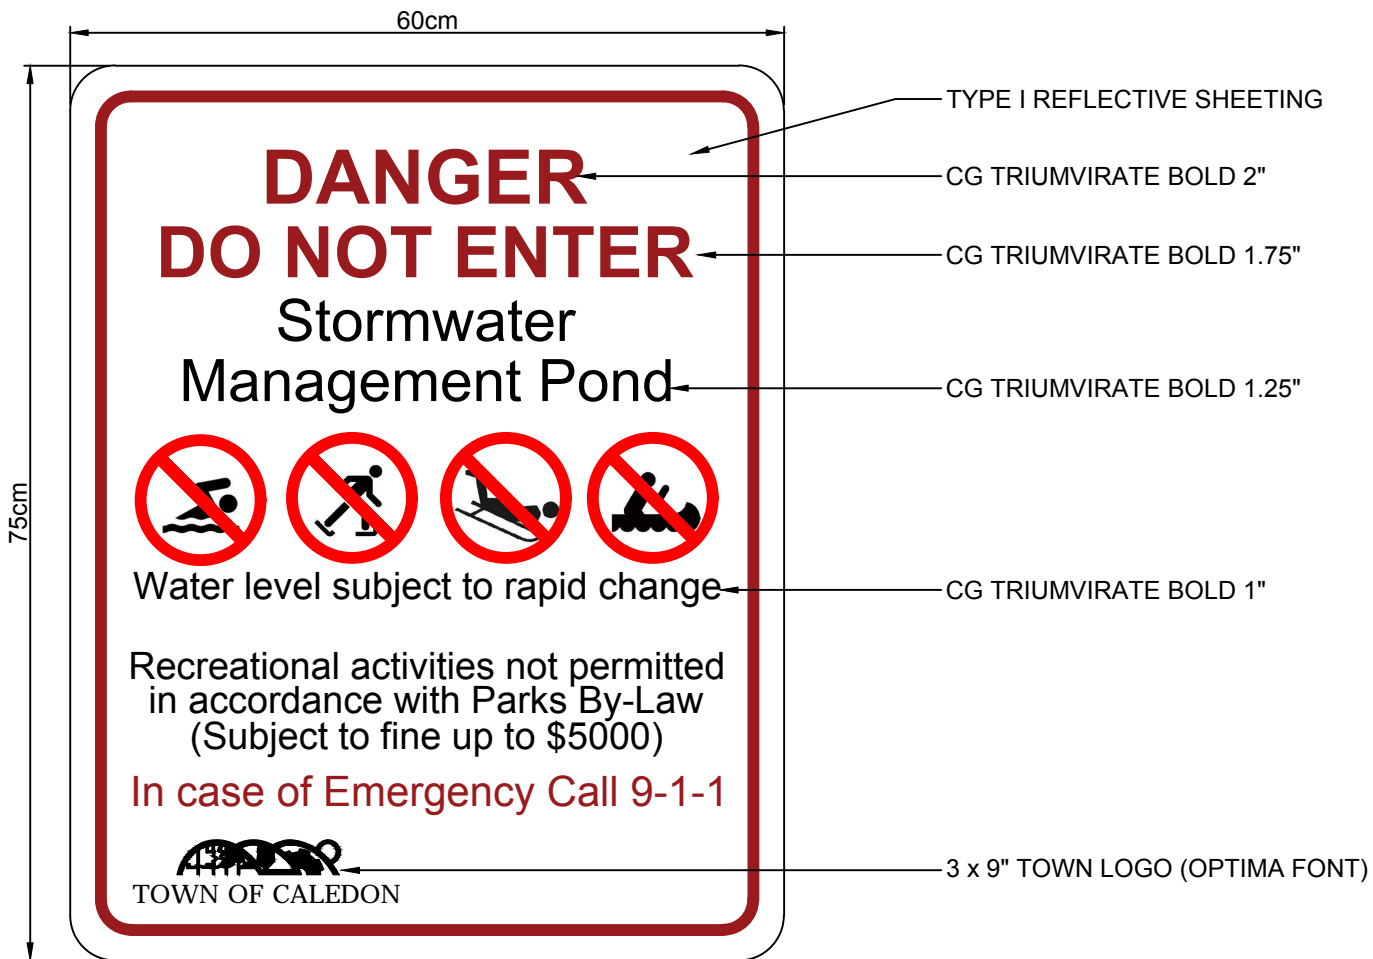 60cm
75cm
DANGER
DO NOT ENTER
Stormwater
Management Pond
Water level subject to rapid change
Recreational activities not permitted
in accordance with Parks By-Law
(Subject to fine up to $5000)
In case of Emergency Call 9-1-1
TOWN OF CALEDON
TYPE I REFLECTIVE SHEETING
CG TRIUMVIRATE BOLD 2"
CG TRIUMVIRATE BOLD 1.75"
CG TRIUMVIRATE BOLD 1.25"
CG TRIUMVIRATE BOLD 1"
3 x 9" TOWN LOGO (OPTIMA FONT)